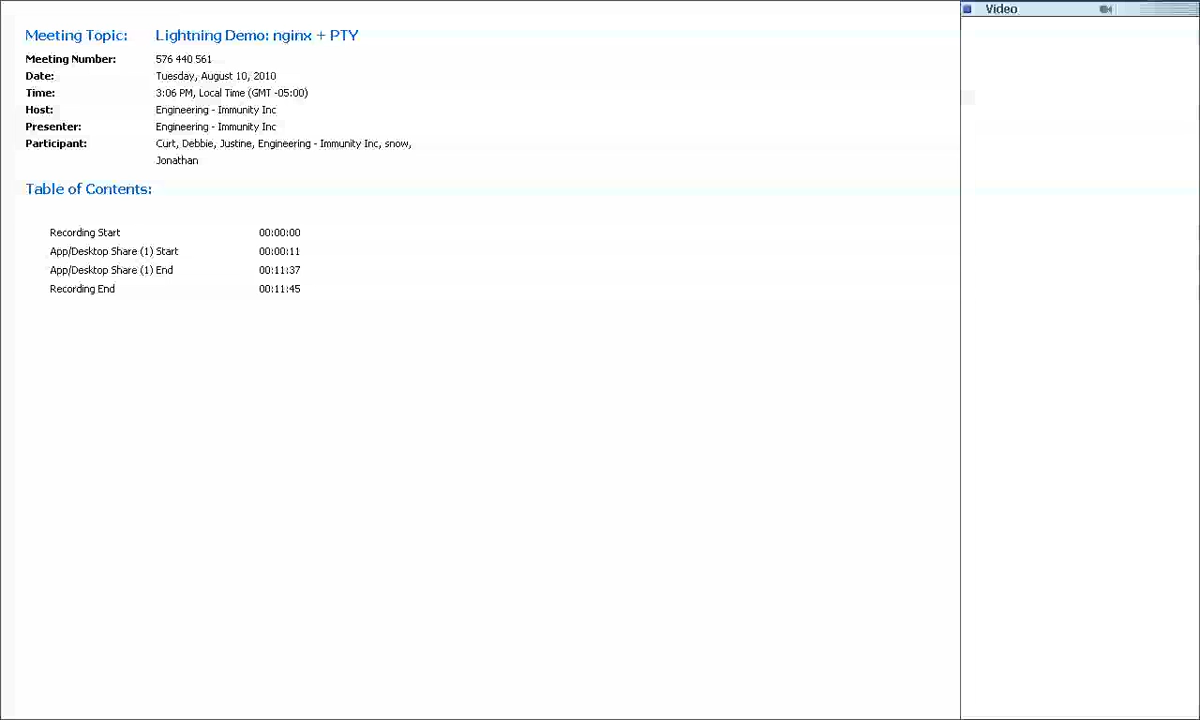 Video
Meeting Topic: Lightning Demo: nginx + PTY
Meeting Number: 576 440 561
Date: Tuesday, August 10, 2010
Time: 3:06 PM, Local Time (GMT -05:00)
Host: Engineering - Immunity Inc
Presenter: Engineering - Immunity Inc
Participant: Curt, Debbie, Justine, Engineering - Immunity Inc, snow,
Jonathan
Table of Contents:
Recording Start 00:00:00
App/Desktop Share (1) Start 00:00:11
App/Desktop Share (1) End 00:11:37
Recording End 00:11:45